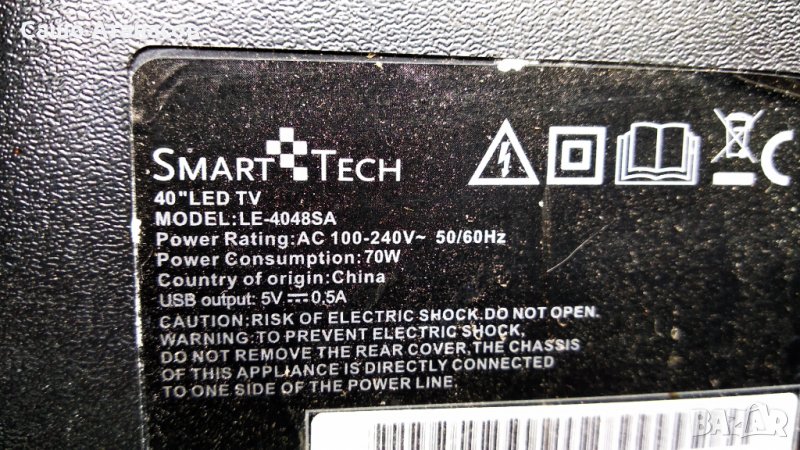 SMART TECH
40"LED TV
MODEL:LE-4048SA
Power Rating:AC 100-240V~ 50/60Hz
Power Consumption:70W
Country of origin:China
USB output: 5V⎓0.5A
CAUTION:RISK OF ELECTRIC SHOCK.DO NOT OPEN.
WARNING:TO PREVENT ELECTRIC SHOCK,
DO NOT REMOVE THE REAR COVER,THE CHASSIS
OF THIS APPLIANCE IS DIRECTLY CONNECTED
TO ONE SIDE OF THE POWER LINE.
BAZAR